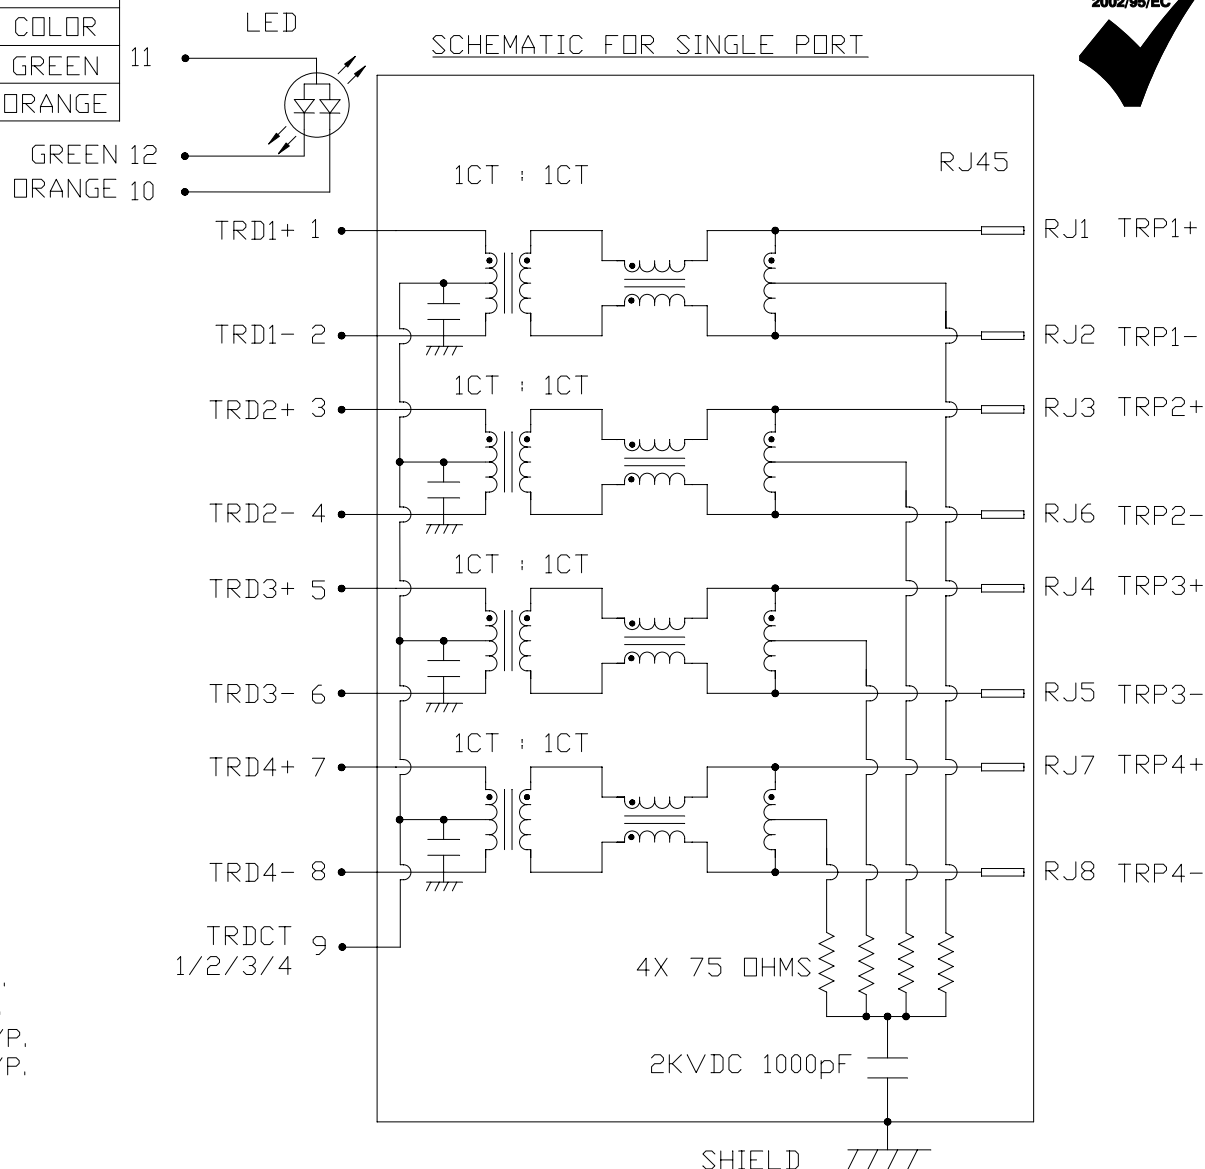 2002/95/EC
COLOR
GREEN
ORANGE
LED
11
GREEN 12
ORANGE 10
SCHEMATIC FOR SINGLE PORT
RJ45
1CT : 1CT
TRD1+ 1
RJ1 TRP1+
TRD1- 2
RJ2 TRP1-
1CT : 1CT
TRD2+ 3
RJ3 TRP2+
TRD2- 4
RJ6 TRP2-
1CT : 1CT
TRD3+ 5
RJ4 TRP3+
TRD3- 6
RJ5 TRP3-
1CT : 1CT
TRD4+ 7
RJ7 TRP4+
TRD4- 8
RJ8 TRP4-
TRDCT 9
1/2/3/4
4X 75 OHMS
/P.
/P.
2KVDC 1000pF
SHIELD